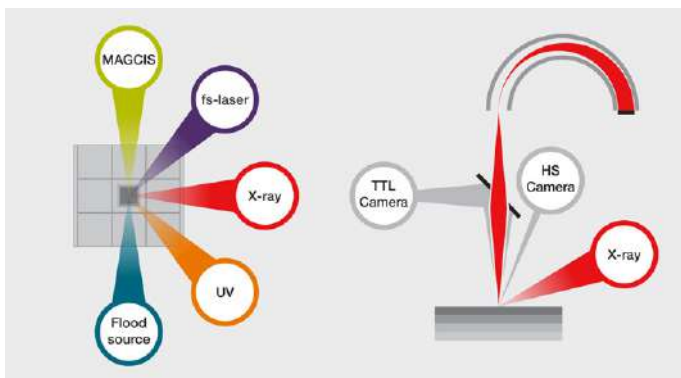 MAGCIS
fs-laser
X-ray
UV
Flood
source
TTL
Camera
HS
Camera
X-ray